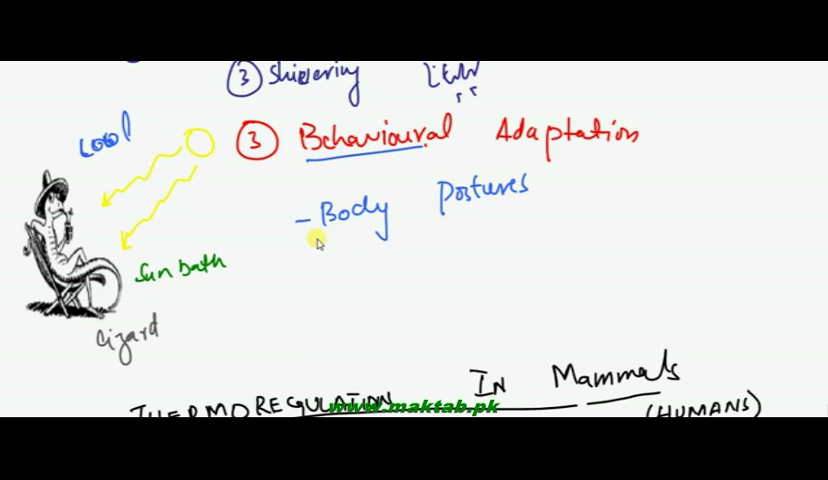 ③ Shivering
③ Behavioural Adaptation
Cool
- Body Postures
Sun bath
Lizard
THERMOREGULATION IN Mammals
(HUMANS)
www.maktab.pk